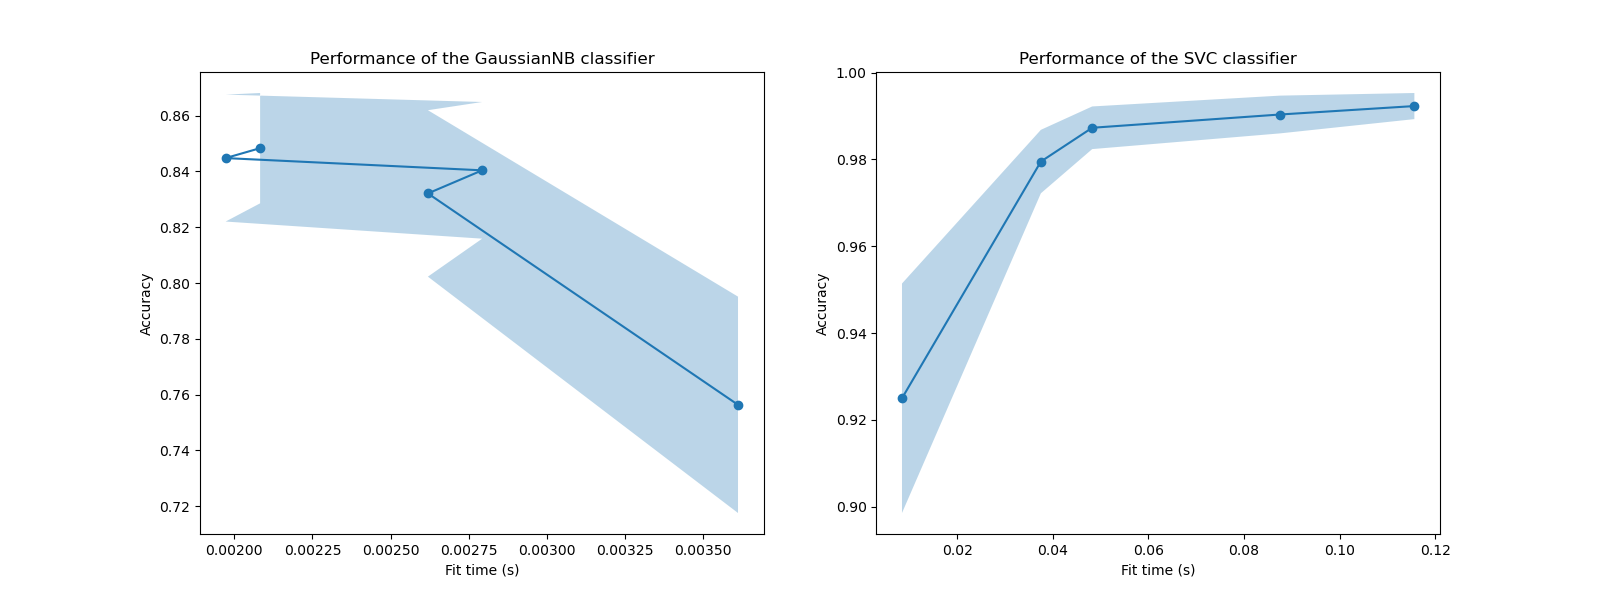 Performance of the GaussianNB classifier
Accuracy
0.86
0.84
0.82
0.80
0.78
0.76
0.74
0.72
0.00200 0.00225 0.00250 0.00275 0.00300 0.00325 0.00350
Fit time (s)
Performance of the SVC classifier
Accuracy
1.00
0.98
0.96
0.94
0.92
0.90
0.02 0.04 0.06 0.08 0.10 0.12
Fit time (s)